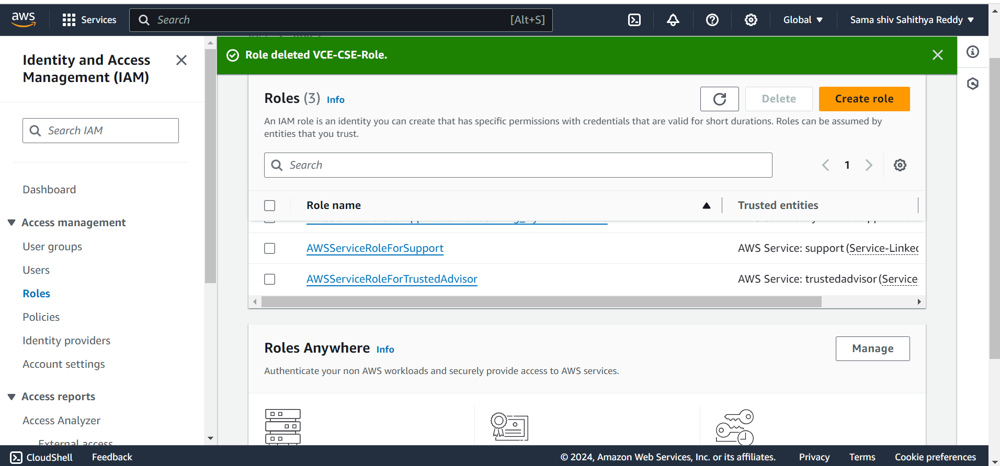 aws
Services
Search
[Alt+S]
Global
Sama shiv Sahithya Reddy
Identity and Access
Management (IAM)
Search IAM
Dashboard
Access management
User groups
Users
Roles
Policies
Identity providers
Account settings
Access reports
Access Analyzer
External access
Role deleted VCE-CSE-Role.
Roles (3) Info
Delete
Create role
An IAM role is an identity you can create that has specific permissions with credentials that are valid for short durations. Roles can be assumed by
entities that you trust.
Search
1
Role name
Trusted entities
AWSServiceRoleForSupport
AWS Service: support (Service-Linked
AWSServiceRoleForTrustedAdvisor
AWS Service: trustedadvisor (Service-
Roles Anywhere Info
Manage
Authenticate your non AWS workloads and securely provide access to AWS services.
CloudShell
Feedback
© 2024, Amazon Web Services, Inc. or its affiliates.
Privacy
Terms
Cookie preferences